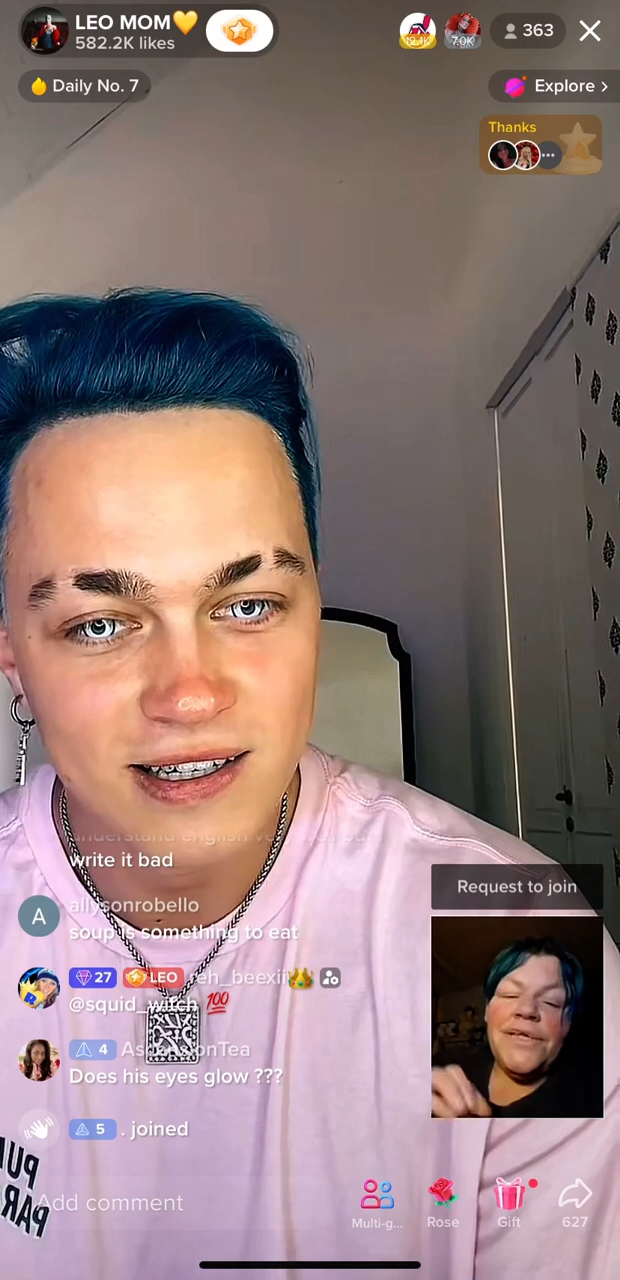 LEO MOM💛
582.2K likes
363
Daily No. 7
Explore >
Thanks
write it bad
A
allysonrobello
soup is something to eat
27
LEO
@squid_witch 💯
4
Does his eyes glow ???
5
. joined
Request to join
Add comment
Multi-g...
Rose
Gift
627